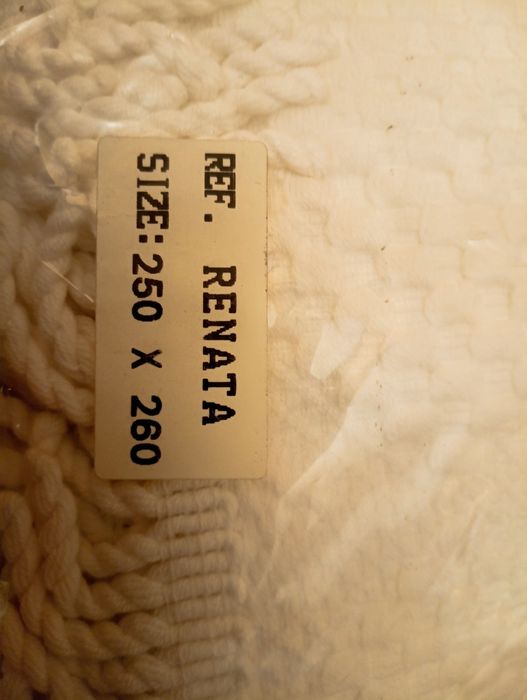 REF. RENATA
SIZE: 250 X 260